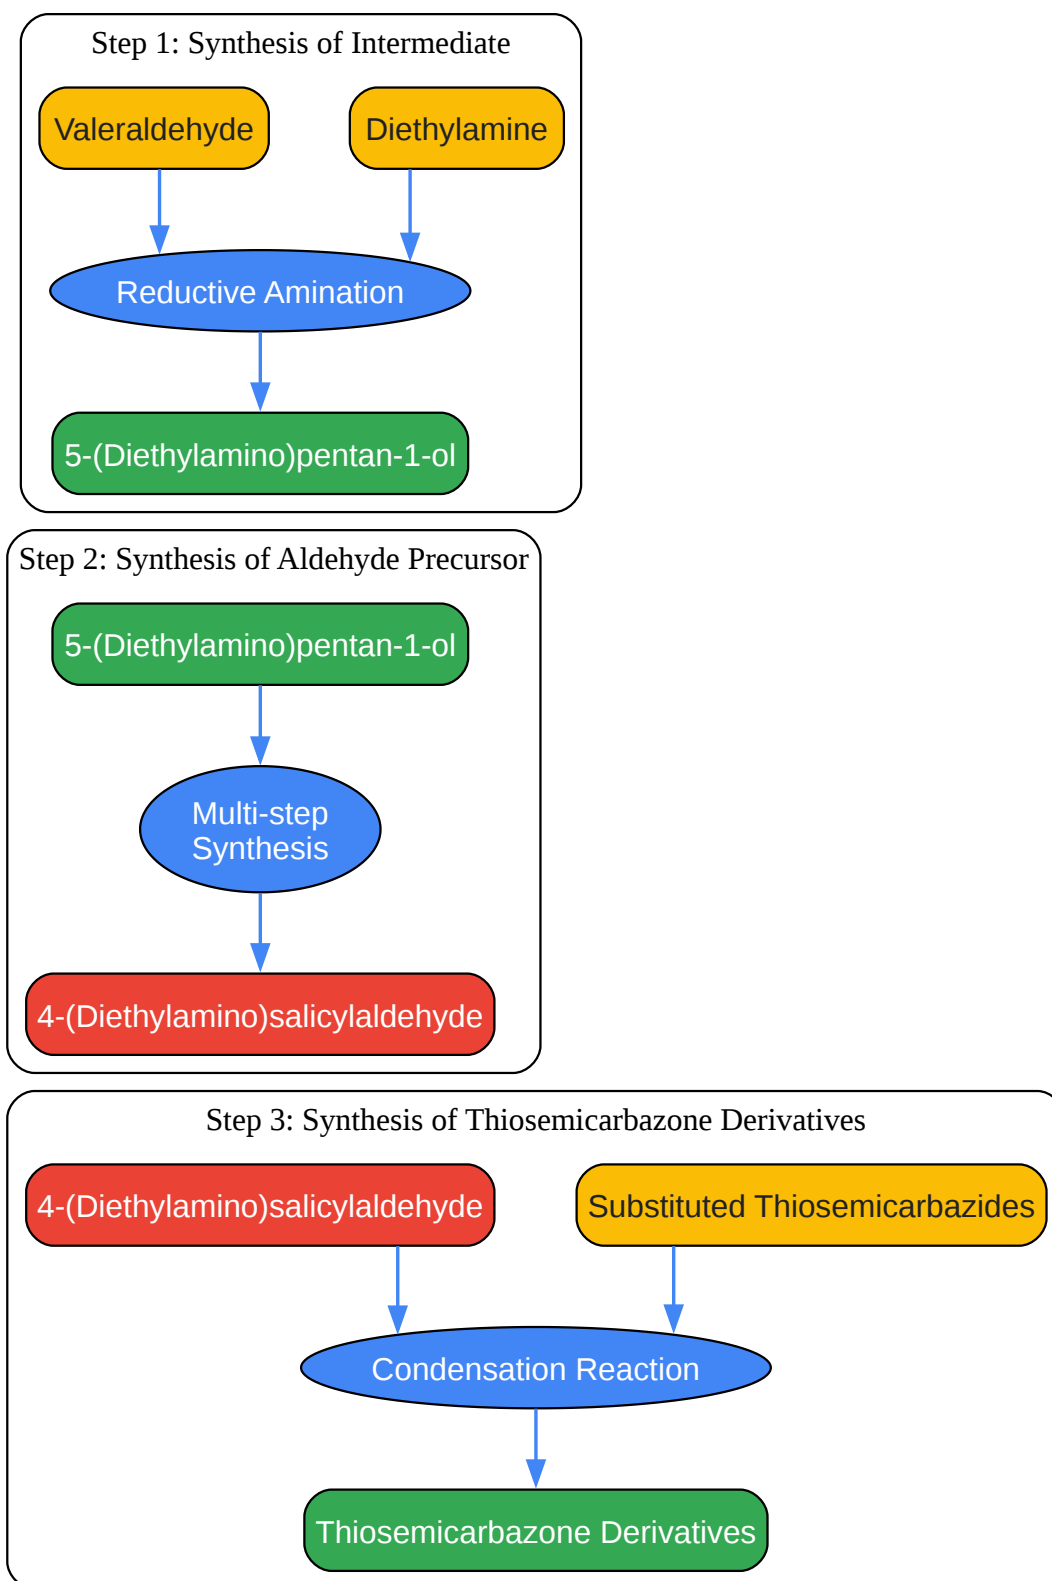 Step 1: Synthesis of Intermediate
Valeraldehyde
Diethylamine
Reductive Amination
5-(Diethylamino)pentan-1-ol
Step 2: Synthesis of Aldehyde Precursor
5-(Diethylamino)pentan-1-ol
Multi-step
Synthesis
4-(Diethylamino)salicylaldehyde
Step 3: Synthesis of Thiosemicarbazone Derivatives
4-(Diethylamino)salicylaldehyde
Substituted Thiosemicarbazides
Condensation Reaction
Thiosemicarbazone Derivatives